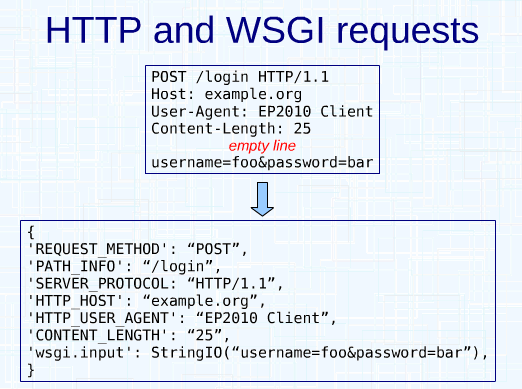 HTTP and WSGI requests
POST /login HTTP/1.1
Host: example.org
User-Agent: EP2010 Client
Content-Length: 25
empty line
username=foo&password=bar
{
'REQUEST_METHOD': “POST”,
'PATH_INFO': “/login”,
'SERVER_PROTOCOL: “HTTP/1.1”,
'HTTP_HOST': “example.org”,
'HTTP_USER_AGENT': “EP2010 Client”,
'CONTENT_LENGTH': “25”,
'wsgi.input': StringIO(“username=foo&password=bar”),
}